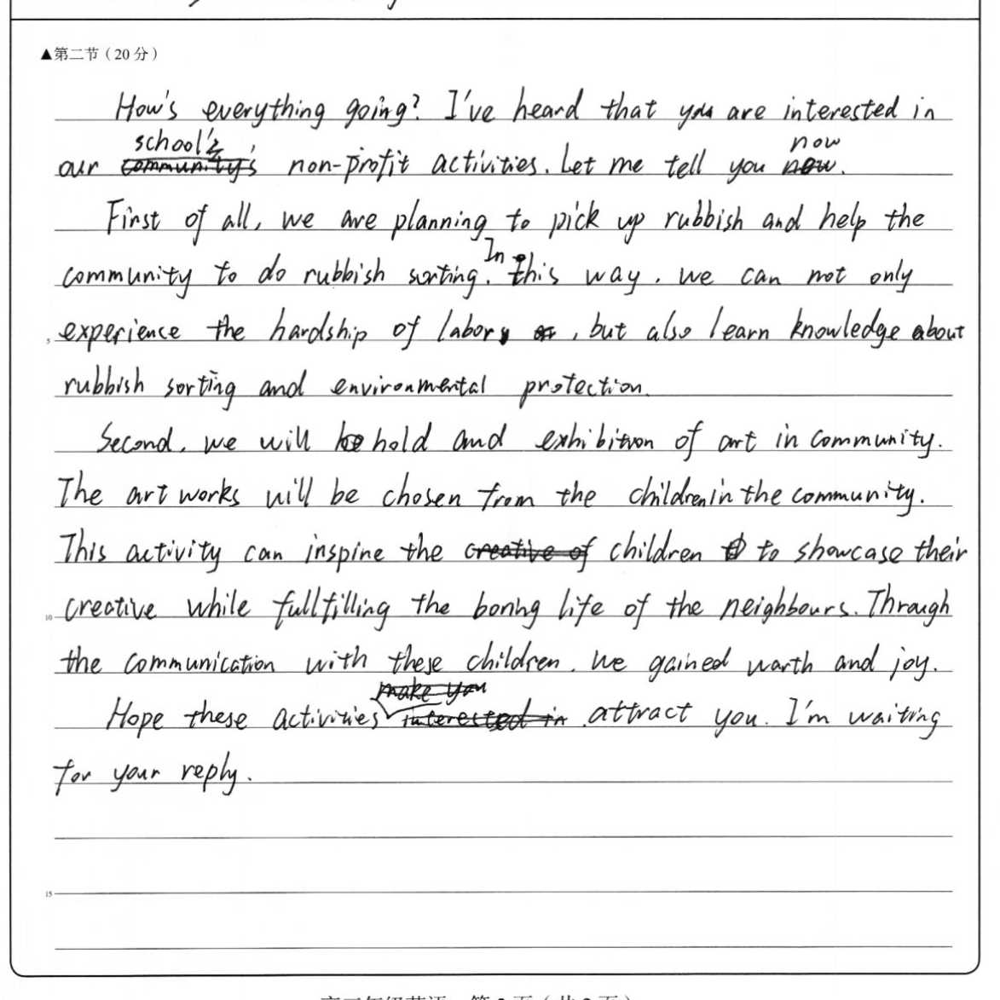 ▲第二节（20 分）
How's everything going? I've heard that you are interested in
our school's non-profit activities. Let me tell you now.
First of all, we are planning to pick up rubbish and help the
community to do rubbish sorting. In this way, we can not only
5 experience the hardship of labor, but also learn knowledge about
rubbish sorting and environmental protection.
Second, we will hold and exhibition of art in community.
The art works will be chosen from the children in the community.
This activity can inspine the children to showcase their
10 creative while fullfilling the boring life of the neighbours. Through
the communication with these children, we gained warth and joy.
Hope these activities attract you. I'm waiting
for your reply.
15